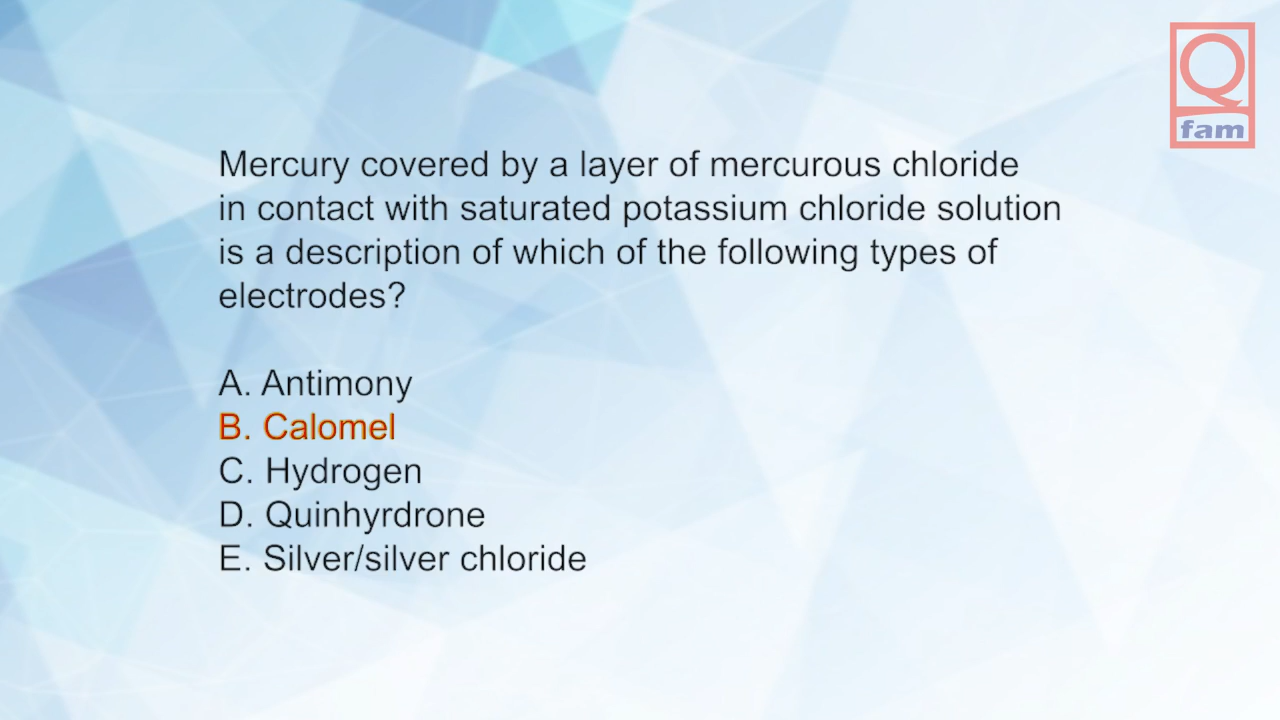 Q
fam
Mercury covered by a layer of mercurous chloride
in contact with saturated potassium chloride solution
is a description of which of the following types of
electrodes?
A. Antimony
B. Calomel
C. Hydrogen
D. Quinhyrdrone
E. Silver/silver chloride